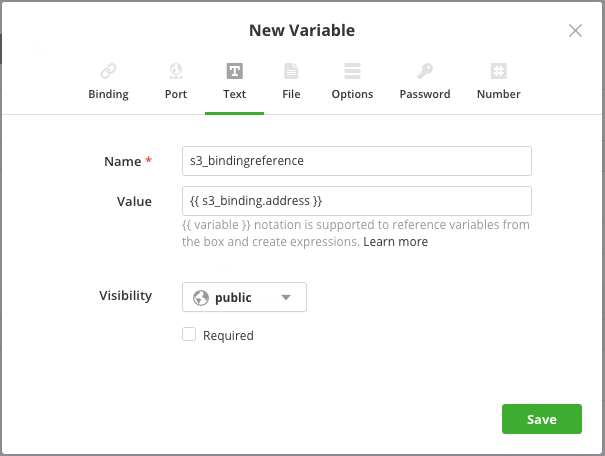 New Variable
Binding Port Text File Options Password Number
Name *
s3_bindingreference
Value
{{ s3_binding.address }}
{{ variable }} notation is supported to reference variables from
the box and create expressions. Learn more
Visibility
public
Required
Save